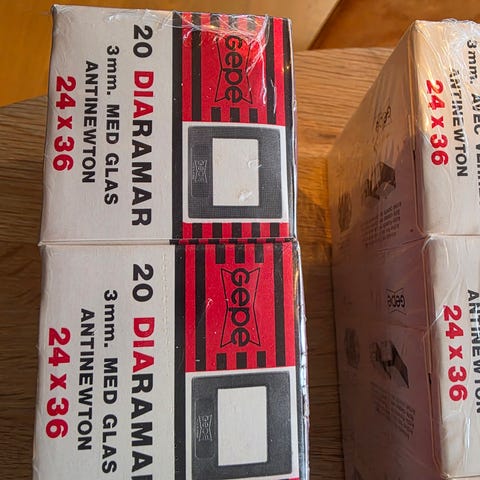 20 DIARAMAR
3mm. MED GLAS
ANTINEWTON
24 x 36
Gepe
20 DIARAMAR
3mm. MED GLAS
ANTINEWTON
24 x 36
Gepe
3mm. AVEC
ANTINEWTON
24 x 36
Gepe
ANTINEWTON
24 x 36
Gepe